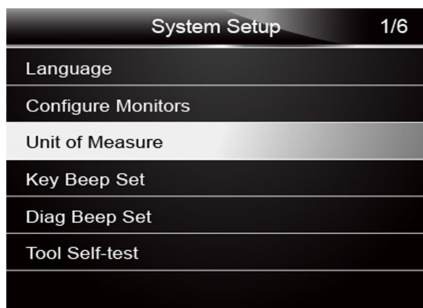 System Setup 1/6
Language
Configure Monitors
Unit of Measure
Key Beep Set
Diag Beep Set
Tool Self-test